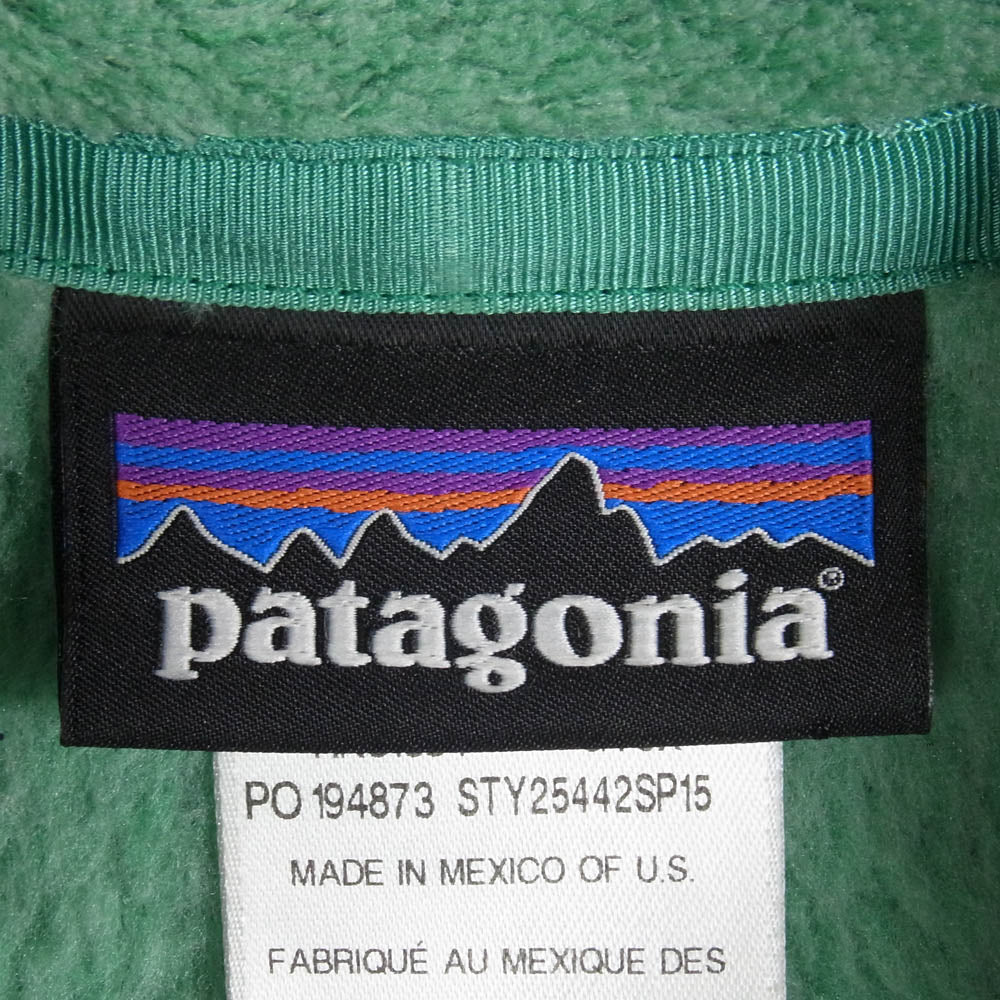 patagonia®
PO 194873 STY25442SP15
MADE IN MEXICO OF U.S.
FABRIQUÉ AU MEXIQUE DES